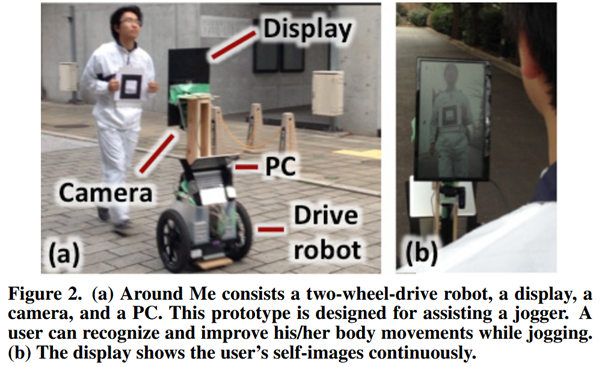 Display
PC
Camera
Drive
robot
(a)
(b)
Figure 2. (a) Around Me consists a two-wheel-drive robot, a display, a
camera, and a PC. This prototype is designed for assisting a jogger. A
user can recognize and improve his/her body movements while jogging.
(b) The display shows the user's self-images continuously.